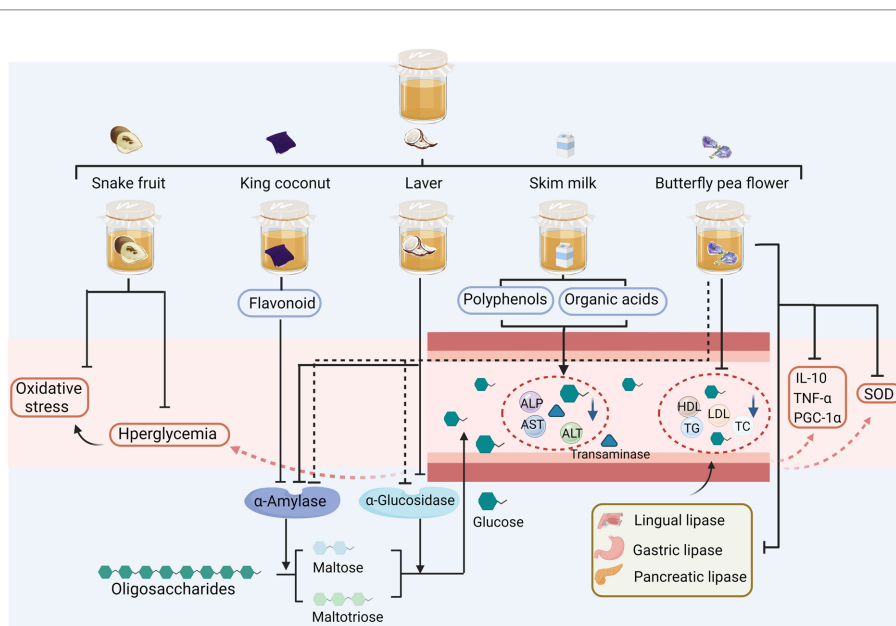 Snake fruit
King coconut
Laver
Skim milk
Butterfly pea flower
Flavonoid
Polyphenols
Organic acids
Oxidative
stress
Hperglycemia
ALP
AST
ALT
Transaminase
HDL
LDL
TG
TC
IL-10
TNF-α
PGC-1α
SOD
α-Amylase
α-Glucosidase
Glucose
Lingual lipase
Gastric lipase
Pancreatic lipase
Oligosaccharides
Maltose
Maltotriose